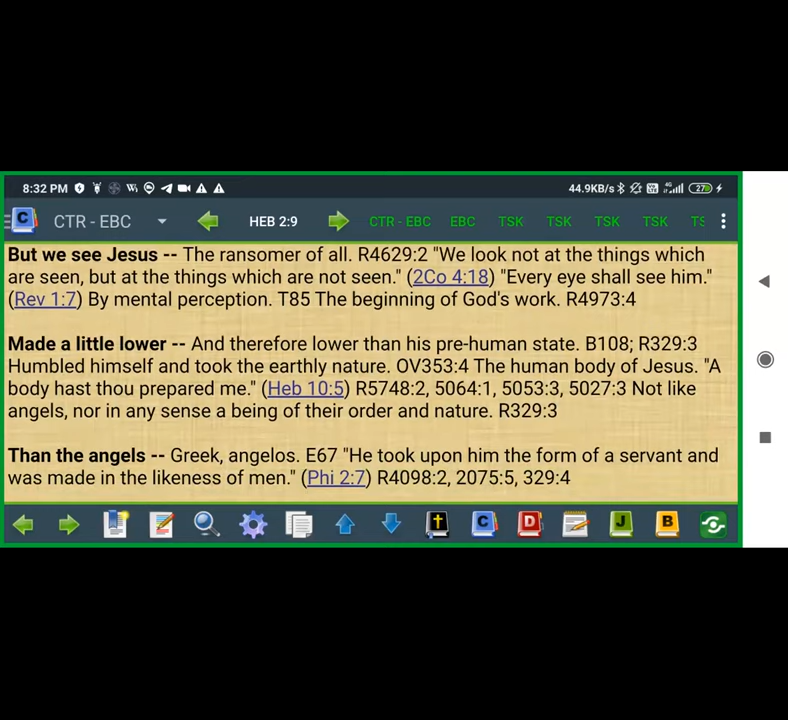 8:32 PM 44.9KB/s 27
CTR - EBC HEB 2:9 CTR - EBC EBC TSK TSK TSK TSK TS
But we see Jesus -- The ransomer of all. R4629:2 "We look not at the things which
are seen, but at the things which are not seen." (2Co 4:18) "Every eye shall see him."
(Rev 1:7) By mental perception. T85 The beginning of God's work. R4973:4
Made a little lower -- And therefore lower than his pre-human state. B108; R329:3
Humbled himself and took the earthly nature. OV353:4 The human body of Jesus. "A
body hast thou prepared me." (Heb 10:5) R5748:2, 5064:1, 5053:3, 5027:3 Not like
angels, nor in any sense a being of their order and nature. R329:3
Than the angels -- Greek, angelos. E67 "He took upon him the form of a servant and
was made in the likeness of men." (Phi 2:7) R4098:2, 2075:5, 329:4
C D J B